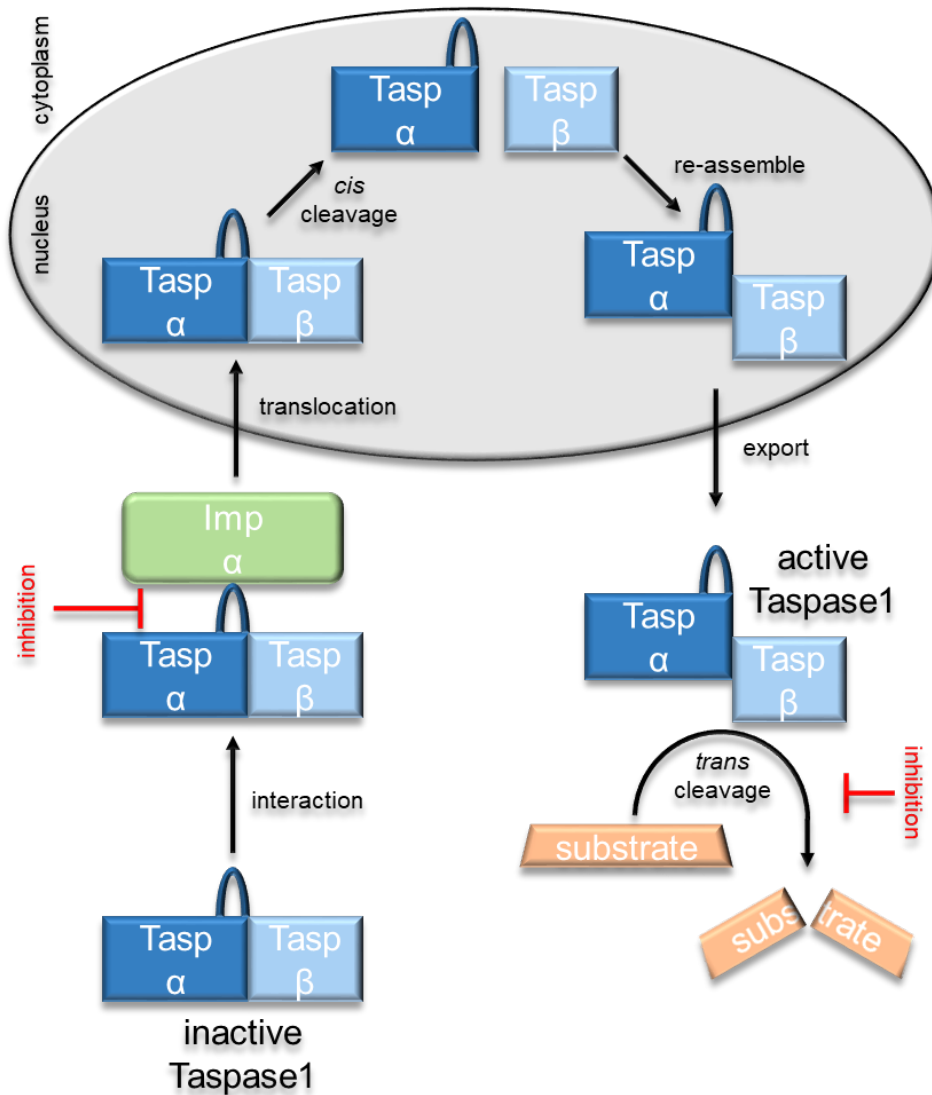 cytoplasm
nucleus
Tasp
α
Tasp
β
cis
cleavage
re-assemble
Tasp
α
Tasp
β
Tasp
α
Tasp
β
translocation
export
Imp
α
inhibition
Tasp
α
Tasp
β
active
Taspase1
Tasp
α
Tasp
β
interaction
trans
cleavage
inhibition
substrate
subs
trate
Tasp
α
Tasp
β
inactive
Taspase1